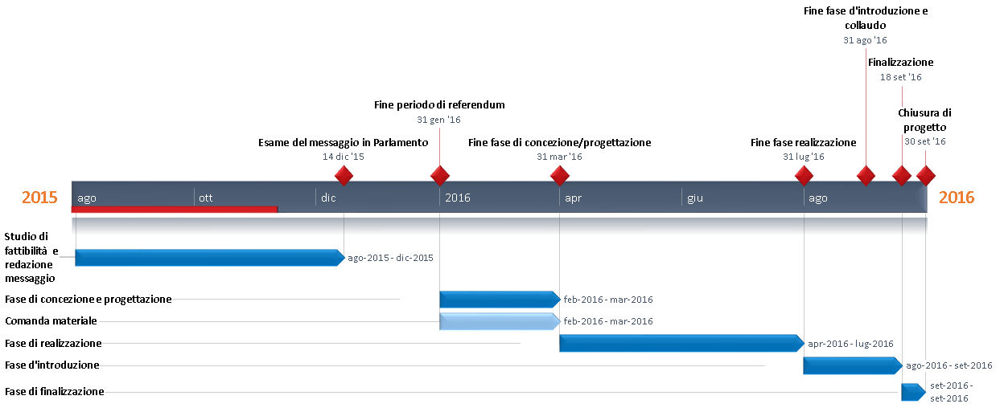 Fine fase d'introduzione e
collaudo
31 ago '16
Finalizzazione
18 set '16
Fine periodo di referendum
31 gen '16
Chiusura di
progetto
30 set '16
Esame del messaggio in Parlamento
14 dic '15
Fine fase di concezione/progettazione
31 mar '16
Fine fase realizzazione
31 lug '16
2015 ago ott dic 2016 apr giu ago 2016
Studio di
fattibilità e
redazione
messaggio
ago-2015 - dic-2015
Fase di concezione e progettazione feb-2016 - mar-2016
Comanda materiale feb-2016 - mar-2016
Fase di realizzazione apr-2016 - lug-2016
Fase d'introduzione ago-2016 - set-2016
Fase di finalizzazione set-2016 -
set-2016